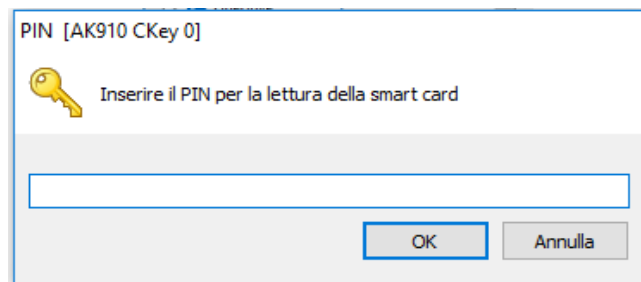 PIN [AK910 CKey 0]
Inserire il PIN per la lettura della smart card
OK
Annulla